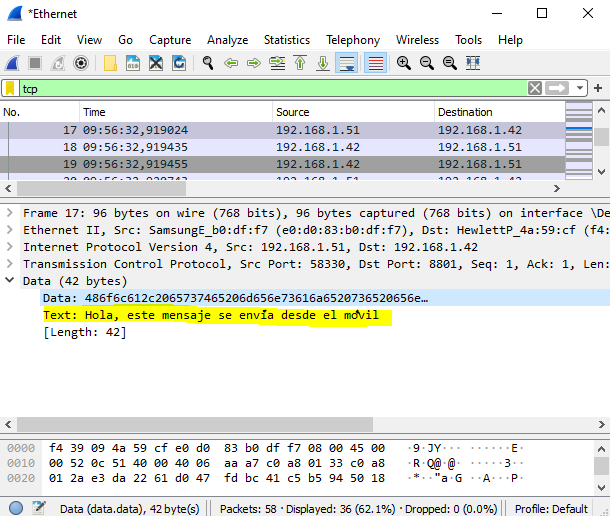 *Ethernet
File Edit View Go Capture Analyze Statistics Telephony Wireless Tools Help
tcp
No. Time Source Destination
17 09:56:32,919024 192.168.1.51 192.168.1.42
18 09:56:32,919435 192.168.1.42 192.168.1.51
19 09:56:32,919455 192.168.1.42 192.168.1.51
Frame 17: 96 bytes on wire (768 bits), 96 bytes captured (768 bits) on interface \De
Ethernet II, Src: SamsungE_b0:df:f7 (e0:d0:83:b0:df:f7), Dst: HewlettP_4a:59:cf (f4:
Internet Protocol Version 4, Src: 192.168.1.51, Dst: 192.168.1.42
Transmission Control Protocol, Src Port: 58330, Dst Port: 8801, Seq: 1, Ack: 1, Len:
Data (42 bytes)
Data: 486f6c612c2065737465206d656e73616a6520736520656e…
Text: Hola, este mensaje se envía desde el móvil
[Length: 42]
0000 f4 39 09 4a 59 cf e0 d0 83 b0 df f7 08 00 45 00 ·9·JY··· ······E·
0010 00 52 0c 51 40 00 40 06 aa a7 c0 a8 01 33 c0 a8 ·R·Q@·@· ·····3··
0020 01 2a e3 da 22 61 d0 47 fd bc 41 c5 b5 94 50 18 ·*··"a·G ··A···P·
Data (data.data), 42 byte(s) Packets: 58 · Displayed: 36 (62.1%) · Dropped: 0 (0.0%) Profile: Default